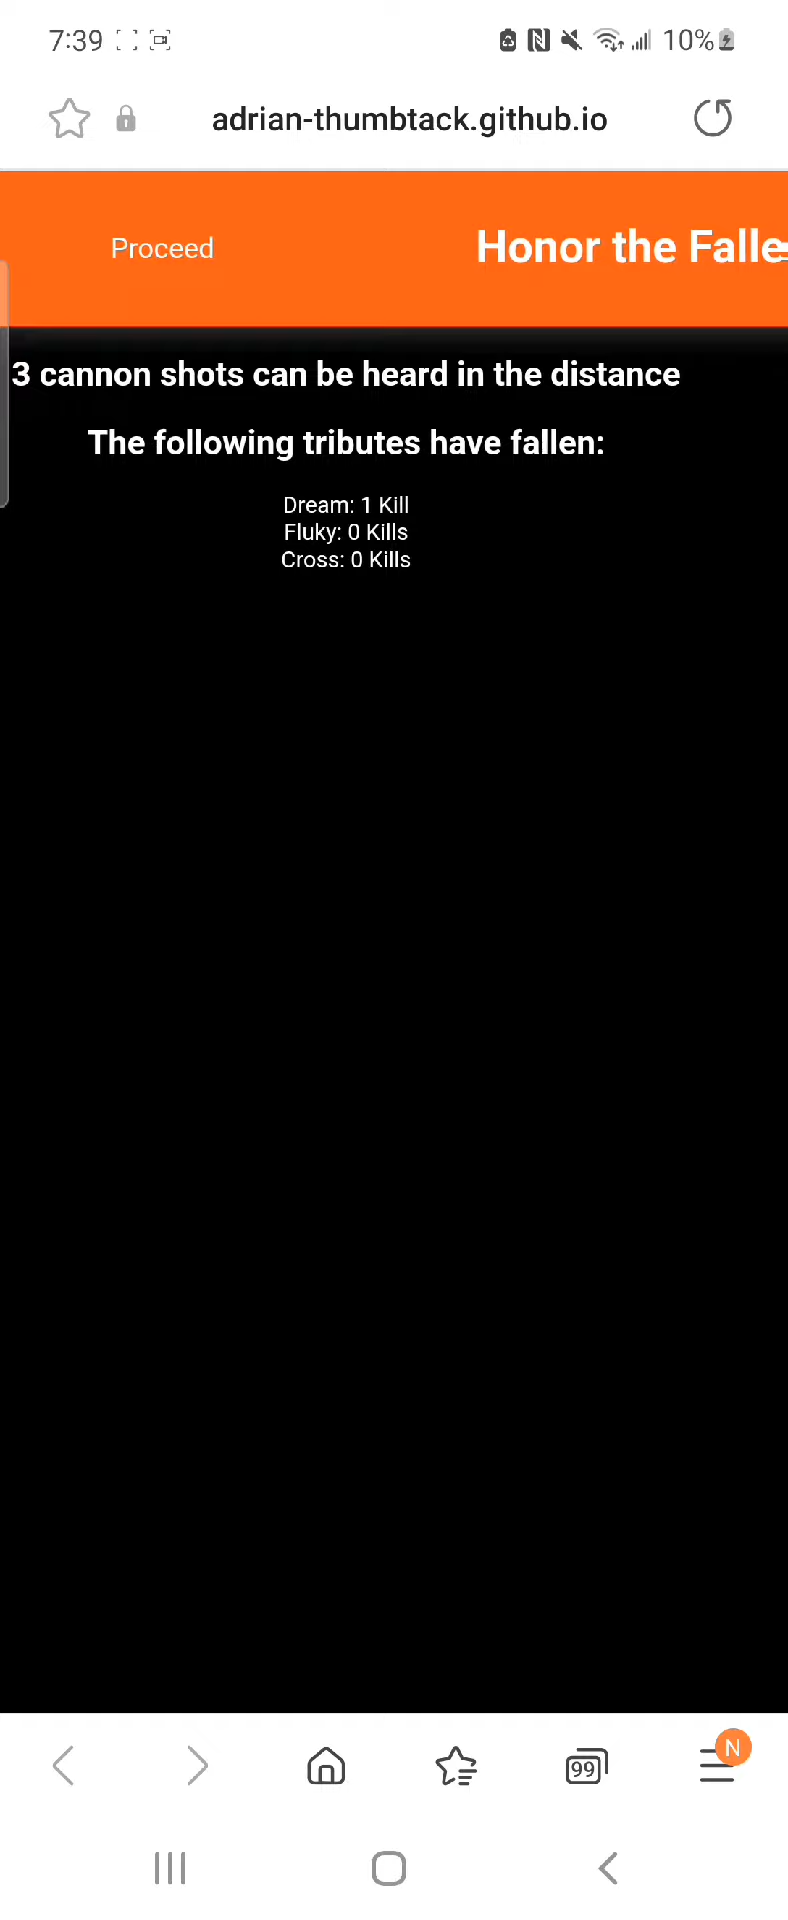 7:39 10%
adrian-thumbtack.github.io
Proceed Honor the Falle
3 cannon shots can be heard in the distance
The following tributes have fallen:
Dream: 1 Kill
Fluky: 0 Kills
Cross: 0 Kills
N
99